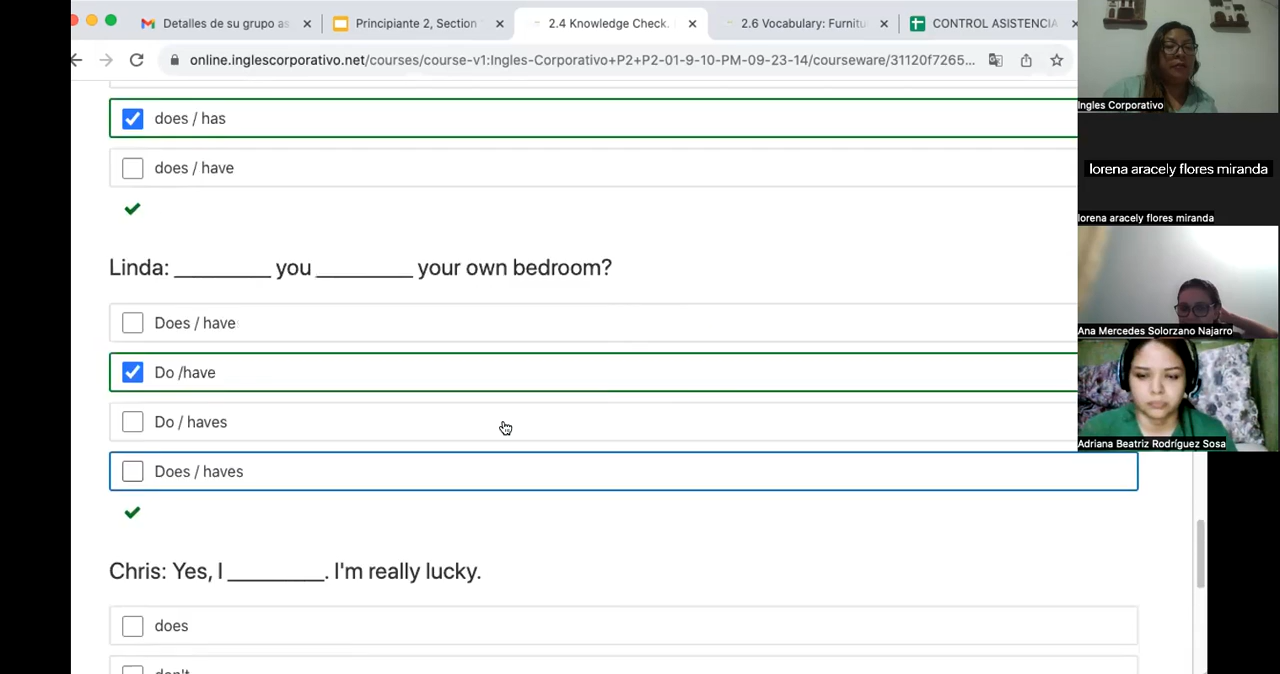 Detalles de su grupo as
Principiante 2, Section
2.4 Knowledge Check.
2.6 Vocabulary: Furnitu
CONTROL ASISTENCIA
online.inglescorporativo.net/courses/course-v1:Ingles-Corporativo+P2+P2-01-9-10-PM-09-23-14/courseware/31120f7265...
does / has
does / have
Linda: _________ you _________ your own bedroom?
Does / have
Do /have
Do / haves
Does / haves
Chris: Yes, I _________. I'm really lucky.
does
don't
Ingles Corporativo
lorena aracely flores miranda
lorena aracely flores miranda
Ana Mercedes Solorzano Najarro
Adriana Beatriz Rodríguez Sosa